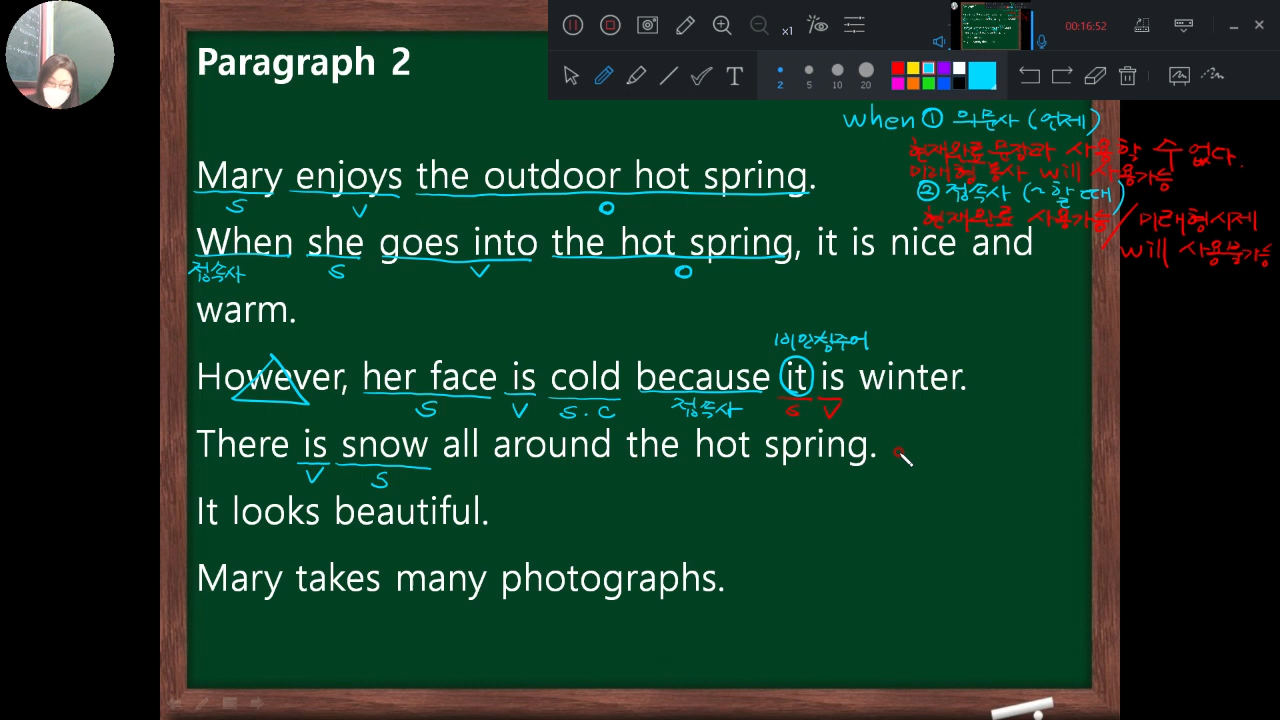 x1
00:16:52
2 5 10 20
T
Paragraph 2
when ① 의문사 (언제)
현재완료 문장과 사용할 수 없다.
미래형 동사 will 사용가능
② 접속사 (~할 때)
현재완료 사용가능 / 미래형시제
will 사용불가능
Mary enjoys the outdoor hot spring.
S V O
When she goes into the hot spring, it is nice and
접속사 S V O
warm.
비인칭주어
However, her face is cold because it is winter.
S V S.C 접속사 S V
There is snow all around the hot spring.
V S
It looks beautiful.
Mary takes many photographs.